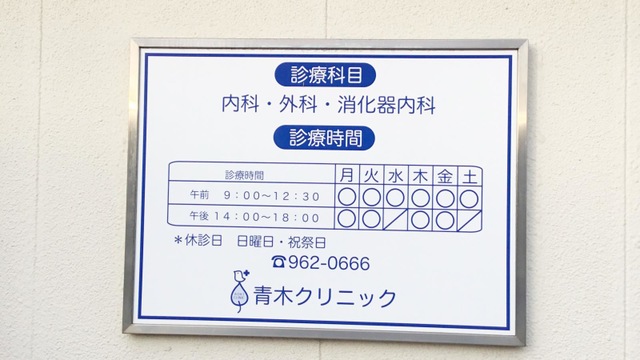 診療科目
内科・外科・消化器内科
診療時間
診療時間 月 火 水 木 金 土
午前 9:00〜12:30 ○ ○ ○ ○ ○ ○
午後 14:00〜18:00 ○ ○ ／ ○ ○ ／
＊休診日 日曜日・祝祭日
☎962-0666
青木クリニック